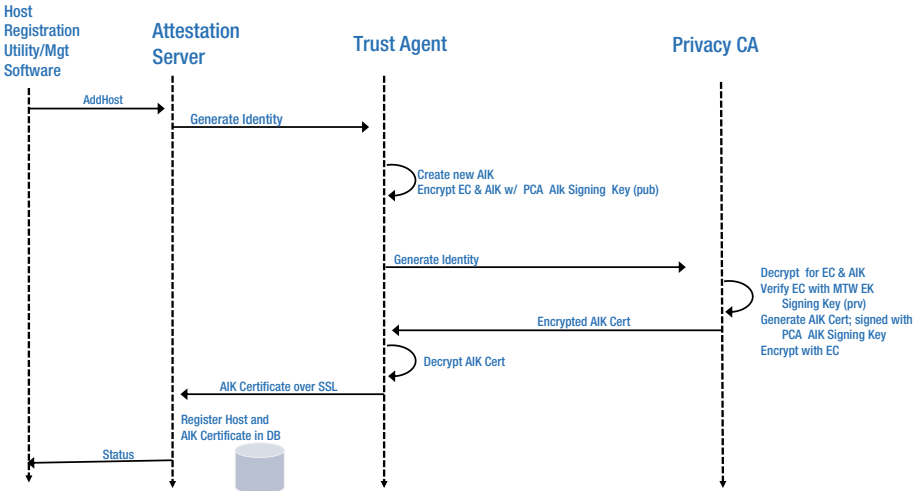 Host
Registration
Utility/Mgt
Software
Attestation
Server
Trust Agent
Privacy CA
AddHost
Generate Identity
Create new AIK
Encrypt EC & AIK w/ PCA AIk Signing Key (pub)
Generate Identity
Decrypt for EC & AIK
Verify EC with MTW EK
Signing Key (prv)
Generate AIK Cert; signed with
PCA AIK Signing Key
Encrypt with EC
Encrypted AIK Cert
Decrypt AIK Cert
AIK Certificate over SSL
Register Host and
AIK Certificate in DB
Status